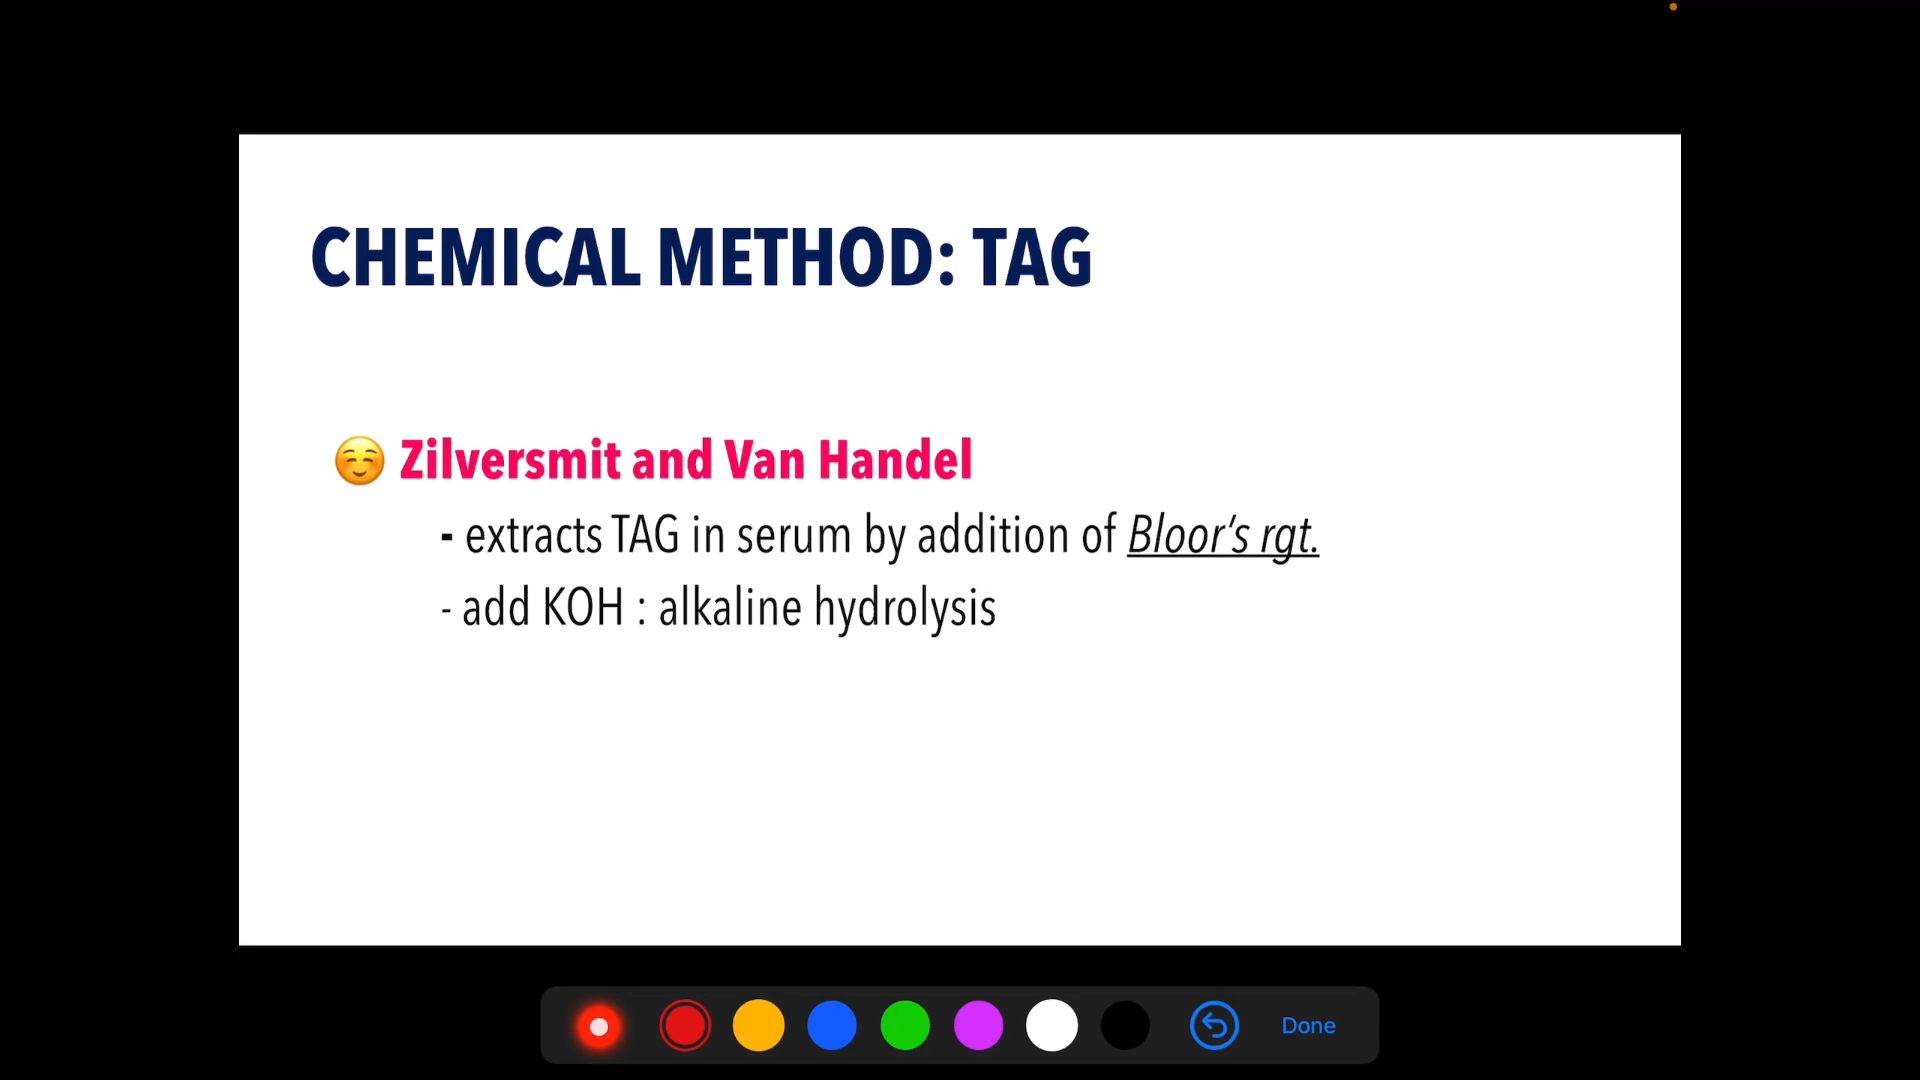 CHEMICAL METHOD: TAG
☺️ Zilversmit and Van Handel
- extracts TAG in serum by addition of Bloor's rgt.
- add KOH : alkaline hydrolysis
Done